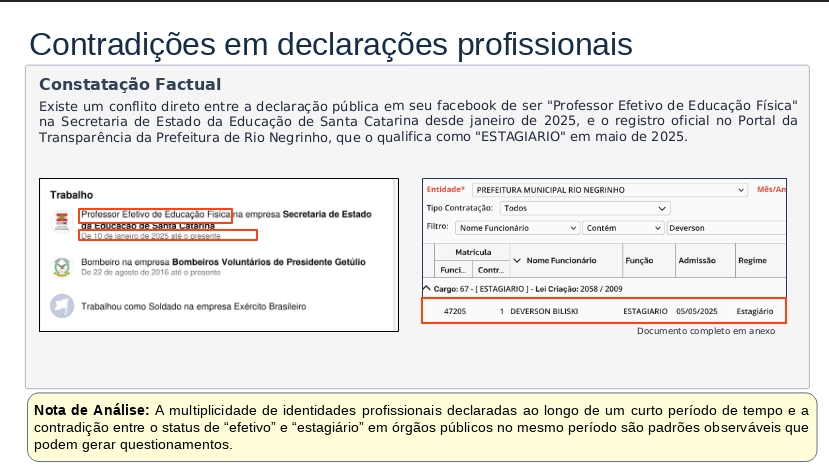 Contradições em declarações profissionais
Constatação Factual
Existe um conflito direto entre a declaração pública em seu facebook de ser "Professor Efetivo de Educação Física"
na Secretaria de Estado da Educação de Santa Catarina desde janeiro de 2025, e o registro oficial no Portal da
Transparência da Prefeitura de Rio Negrinho, que o qualifica como "ESTAGIARIO" em maio de 2025.
Trabalho
Professor Efetivo de Educação Física na empresa Secretaria de Estado
da Educação de Santa Catarina
De 10 de janeiro de 2025 até o presente
Bombeiro na empresa Bombeiros Voluntários de Presidente Getúlio
De 22 de agosto de 2016 até o presente
Trabalhou como Soldado na empresa Exército Brasileiro
Entidade* PREFEITURA MUNICIPAL RIO NEGRINHO Mês/An
Tipo Contratação: Todos
Filtro: Nome Funcionário Contém Deverson
Matrícula
Funci... Contr... Nome Funcionário Função Admissão Regime
Cargo: 67 - [ ESTAGIARIO ] - Lei Criação: 2058 / 2009
47205 1 DEVERSON BILISKI ESTAGIARIO 05/05/2025 Estagiário
Documento completo em anexo
Nota de Análise: A multiplicidade de identidades profissionais declaradas ao longo de um curto período de tempo e a
contradição entre o status de “efetivo” e “estagiário” em órgãos públicos no mesmo período são padrões observáveis que
podem gerar questionamentos.